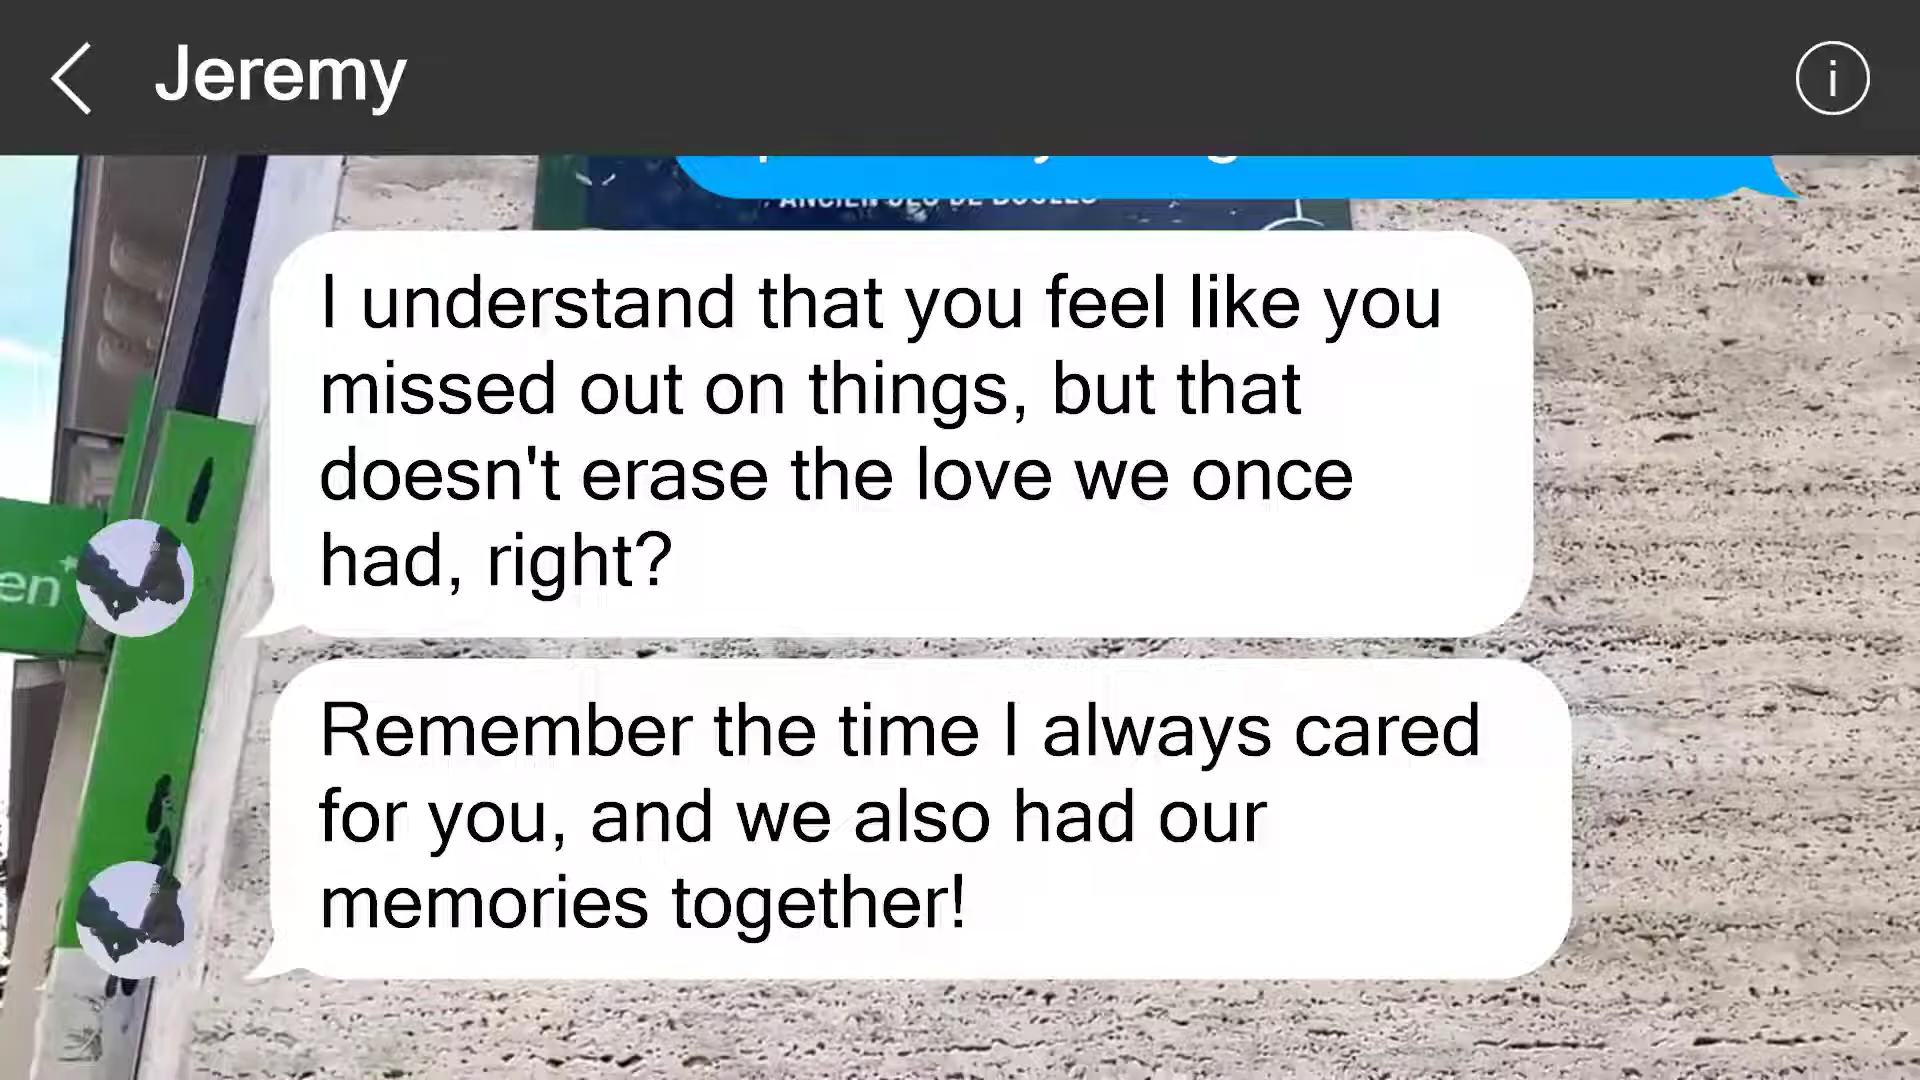 Jeremy
i
I understand that you feel like you
missed out on things, but that
doesn't erase the love we once
had, right?
en
Remember the time I always cared
for you, and we also had our
memories together!